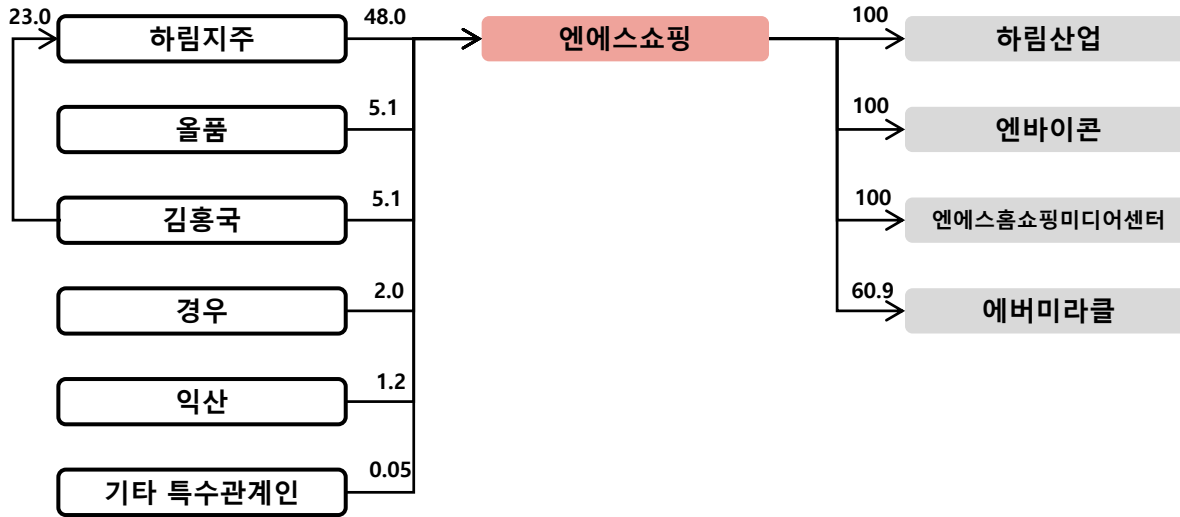 23.0
하림지주
48.0
엔에스쇼핑
100
하림산업
올품
5.1
100
엔바이콘
김홍국
5.1
100
엔에스홈쇼핑미디어센터
경우
2.0
60.9
에버미라클
익산
1.2
기타 특수관계인
0.05